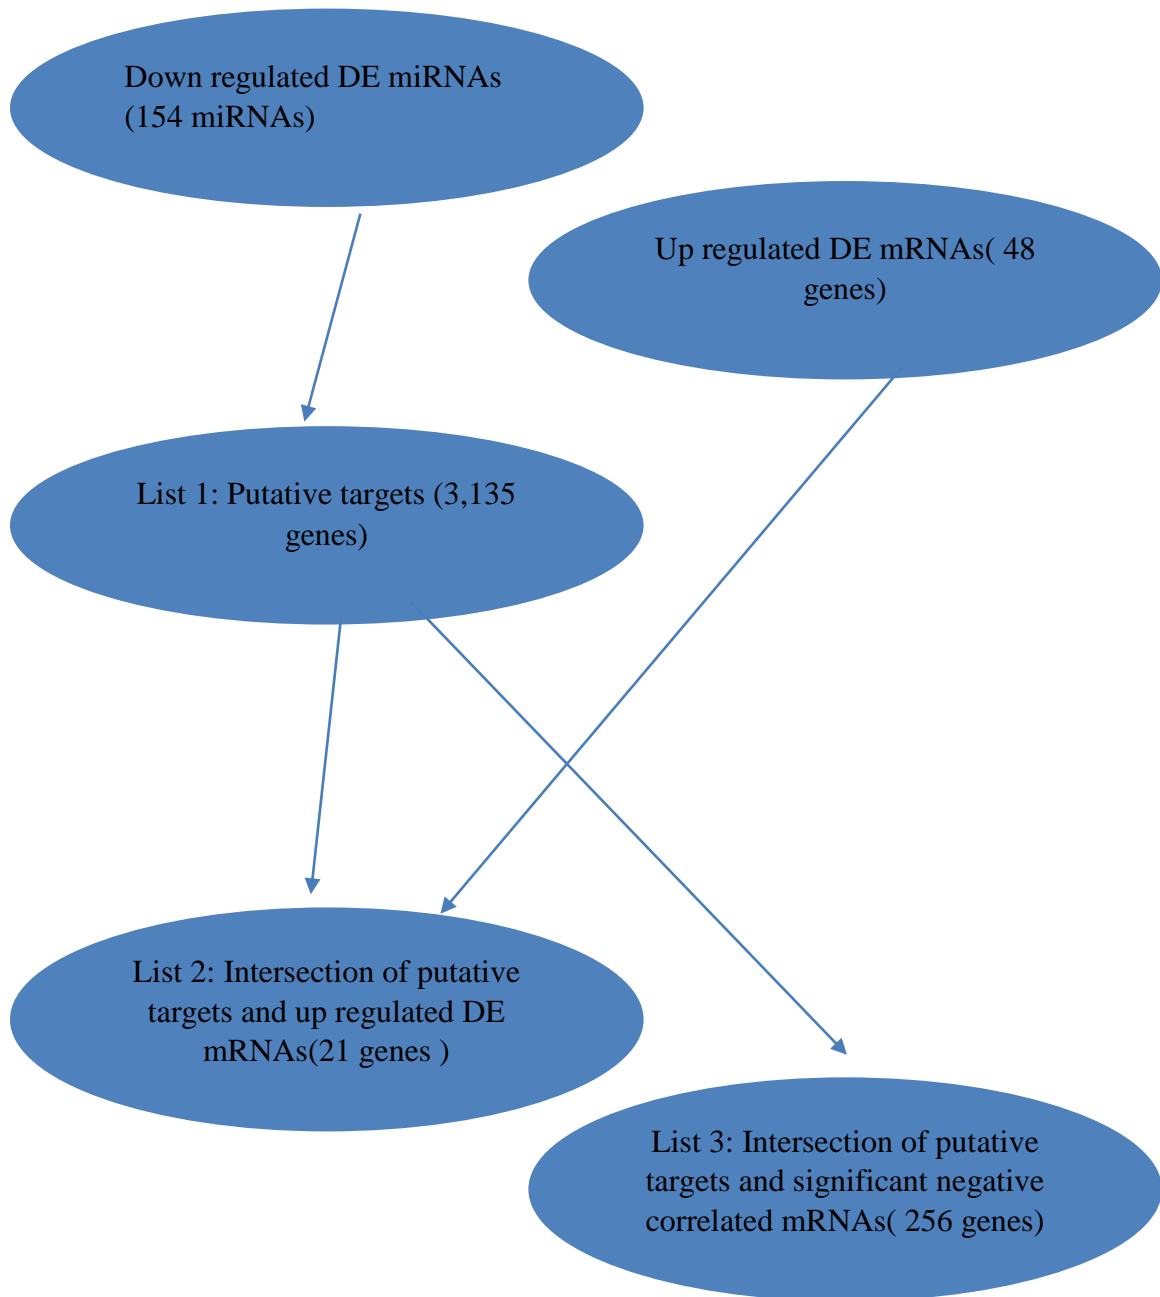 Down regulated DE miRNAs
(154 miRNAs)
Up regulated DE mRNAs( 48
genes)
List 1: Putative targets (3,135
genes)
List 2: Intersection of putative
targets and up regulated DE
mRNAs(21 genes )
List 3: Intersection of putative
targets and significant negative
correlated mRNAs( 256 genes)